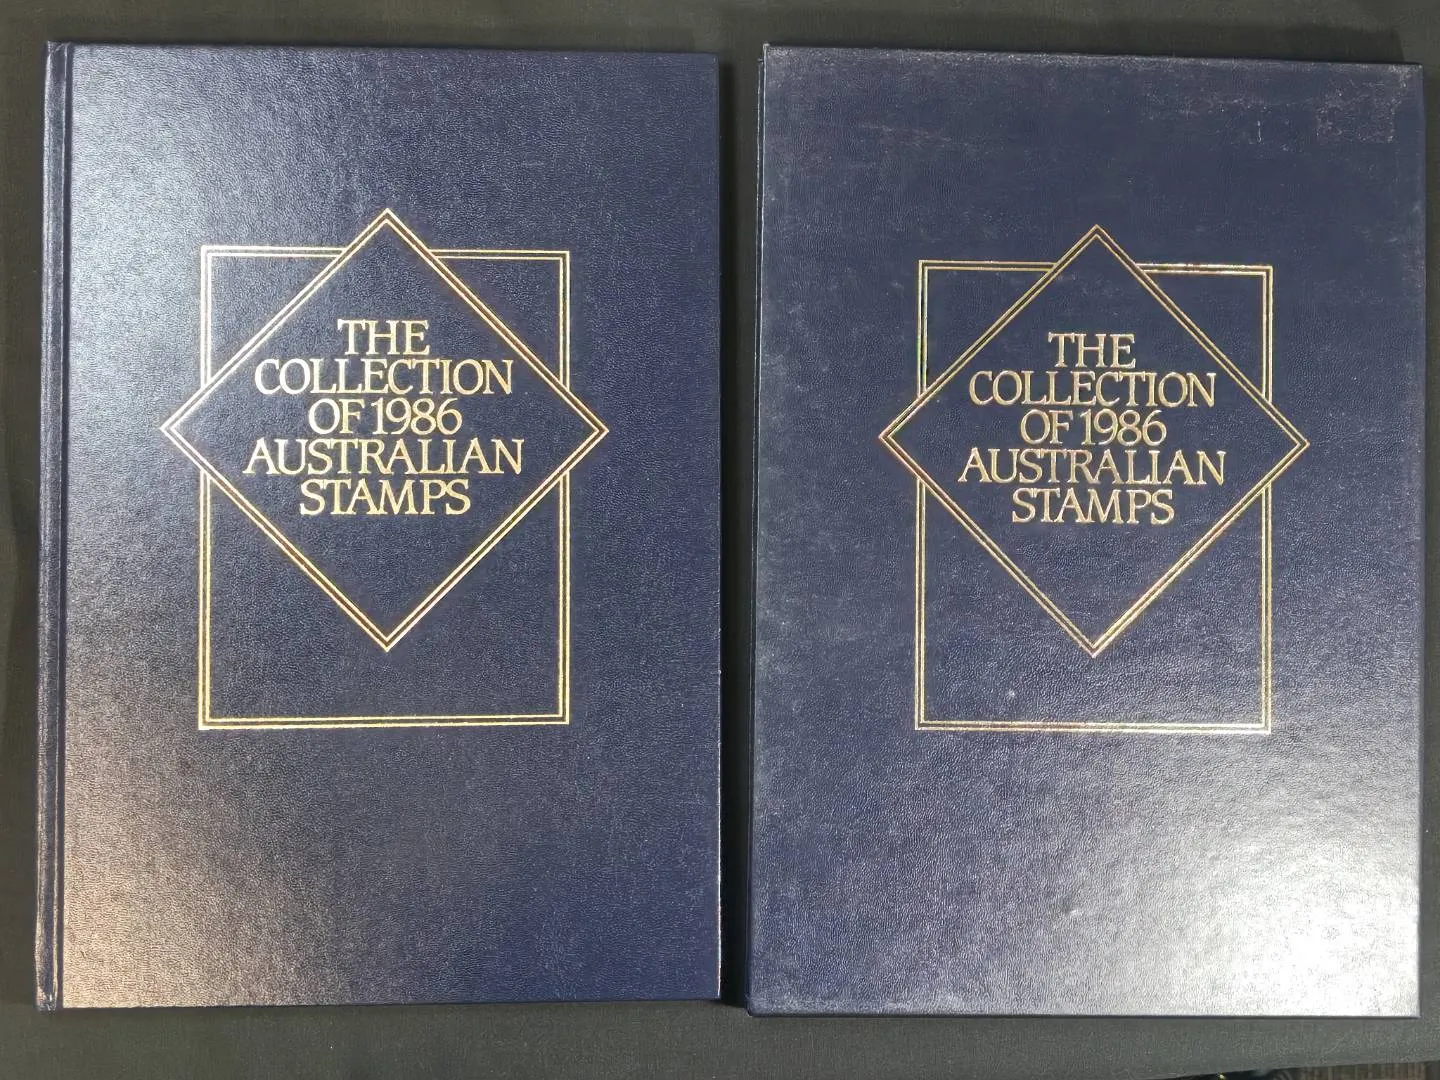 THE
COLLECTION
OF 1986
AUSTRALIAN
STAMPS
THE
COLLECTION
OF 1986
AUSTRALIAN
STAMPS